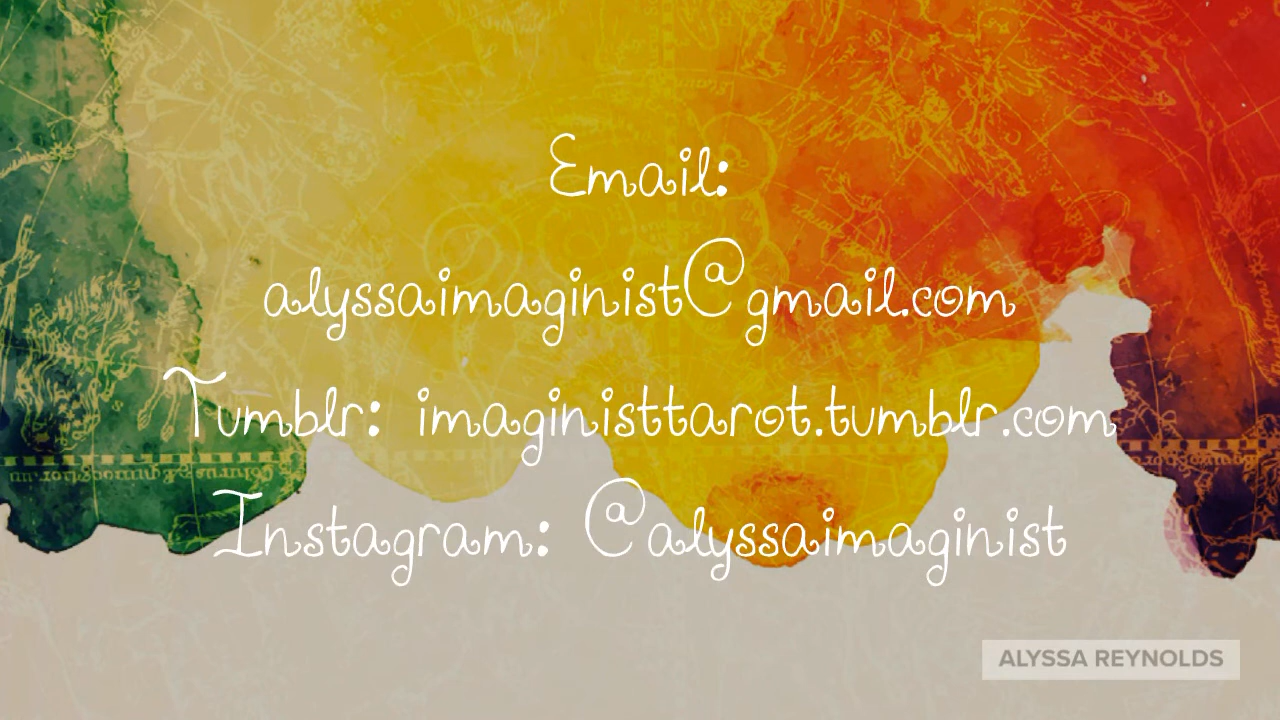 Email:
alyssaimaginist@gmail.com
Tumblr: imaginisttarot.tumblr.com
Instagram: @alyssaimaginist
ALYSSA REYNOLDS